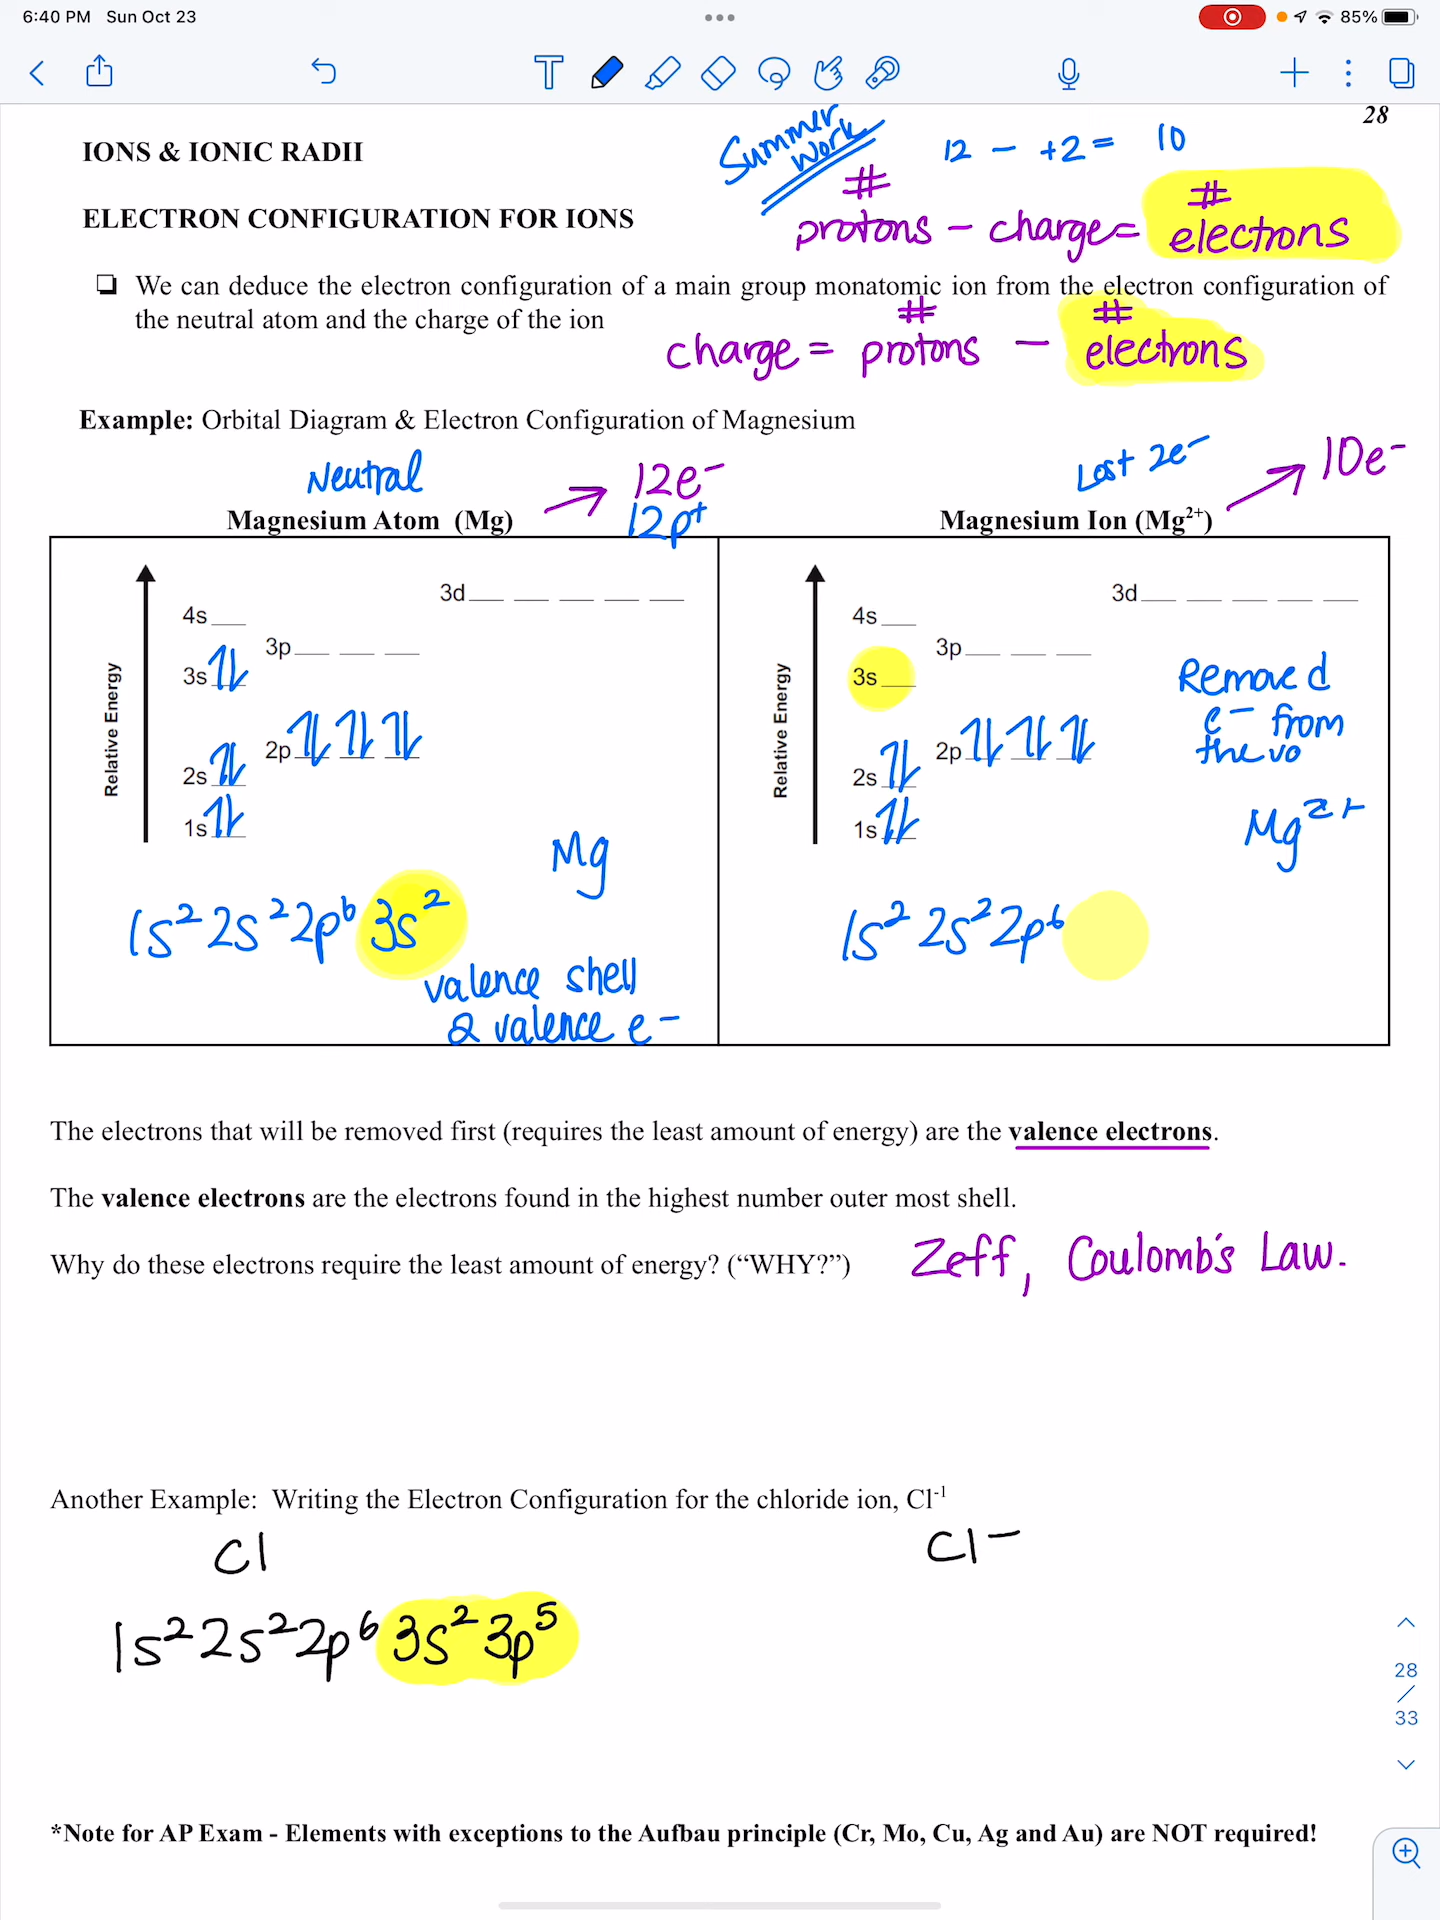 6:40 PM Sun Oct 23
85%
28
IONS & IONIC RADII
Summer work
12 - +2 = 10
ELECTRON CONFIGURATION FOR IONS
# protons - charge = # electrons
❏ We can deduce the electron configuration of a main group monatomic ion from the electron configuration of
the neutral atom and the charge of the ion
charge = # protons - # electrons
Example: Orbital Diagram & Electron Configuration of Magnesium
Neutral
12e⁻
12p⁺
Magnesium Atom (Mg)
Lost 2e⁻
10e⁻
Magnesium Ion (Mg²⁺)
Relative Energy
3d
4s
3p
3s
2p
2s
1s
Mg
1s² 2s² 2p⁶ 3s²
valence shell
2 valence e⁻
Relative Energy
3d
4s
3p
3s
2p
2s
1s
Removed
e⁻ from
the vo
Mg²⁺
1s² 2s² 2p⁶
The electrons that will be removed first (requires the least amount of energy) are the valence electrons.
The valence electrons are the electrons found in the highest number outer most shell.
Why do these electrons require the least amount of energy? (“WHY?”)
Zeff, Coulomb's Law.
Another Example: Writing the Electron Configuration for the chloride ion, Cl⁻¹
Cl
Cl⁻
1s² 2s² 2p⁶ 3s² 3p⁵
28
/
33
*Note for AP Exam - Elements with exceptions to the Aufbau principle (Cr, Mo, Cu, Ag and Au) are NOT required!